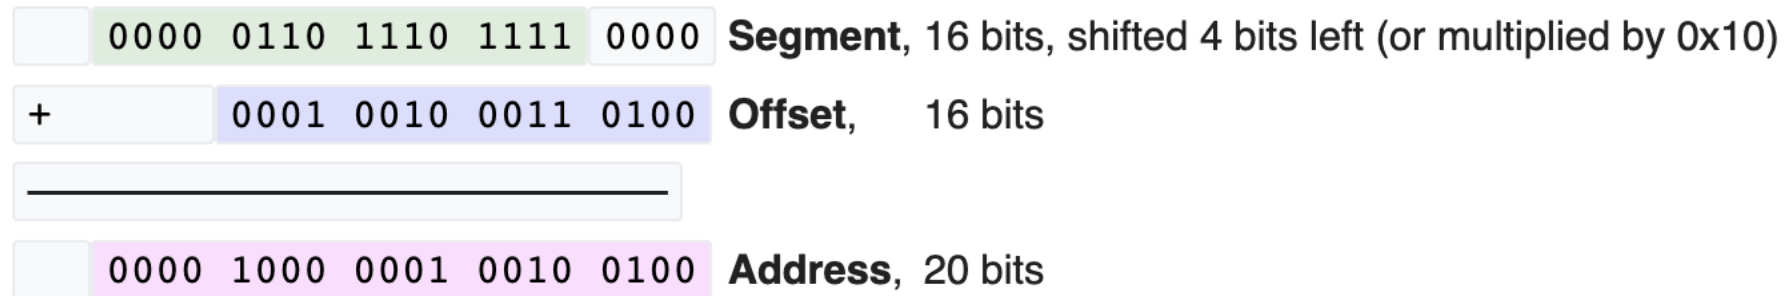 0000 0110 1110 1111 0000 Segment, 16 bits, shifted 4 bits left (or multiplied by 0x10)
+ 0001 0010 0011 0100 Offset, 16 bits
0000 1000 0001 0010 0100 Address, 20 bits